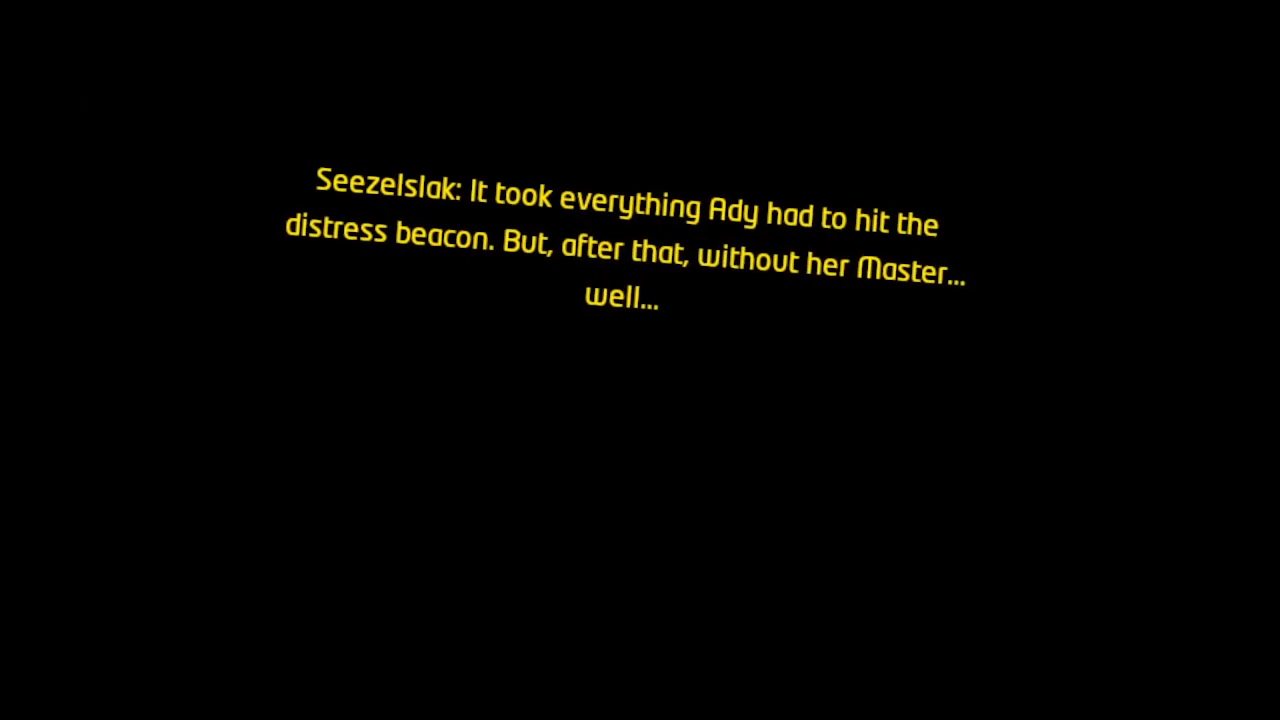 Seezelslak: It took everything Ady had to hit the
distress beacon. But, after that, without her Master...
well...